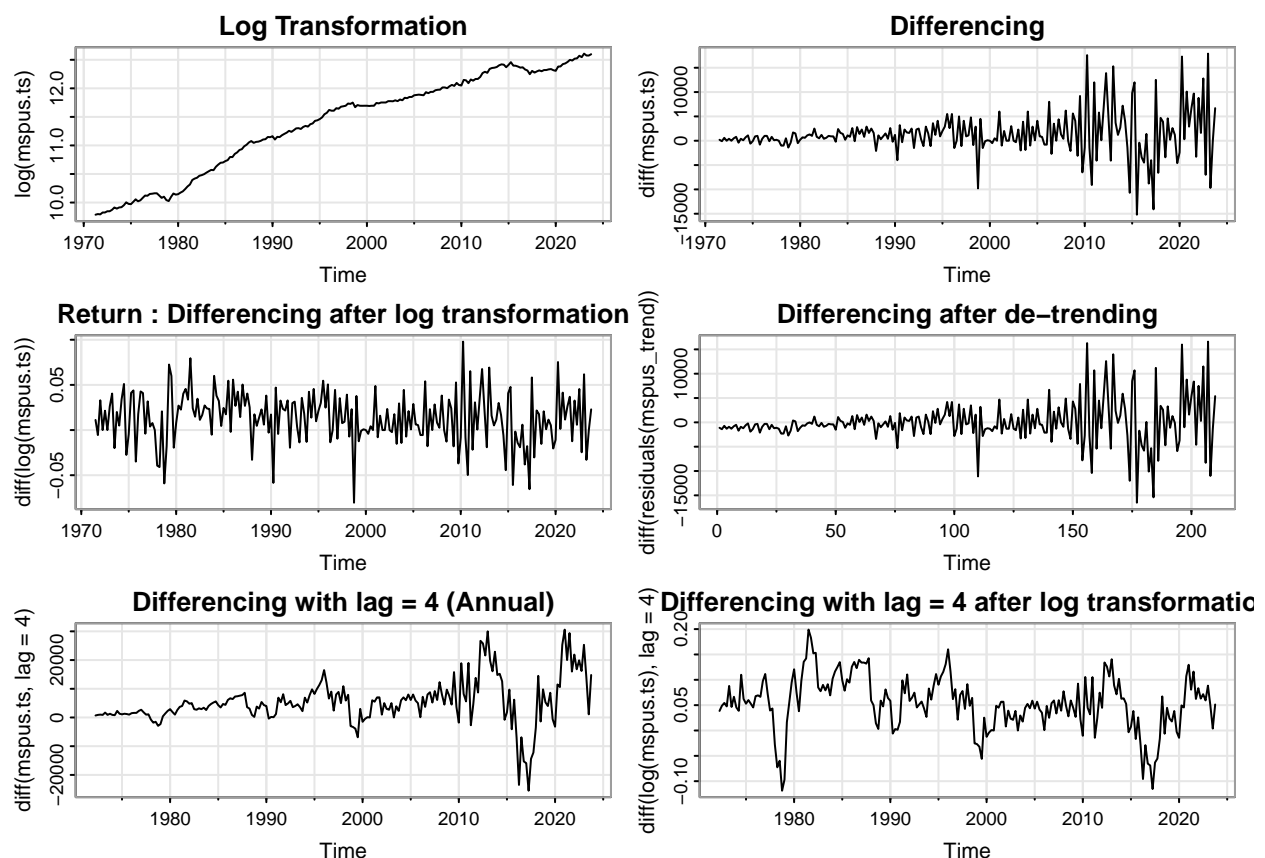 Log Transformation
log(mspus.ts)
10.0 11.0 12.0
1970 1980 1990 2000 2010 2020
Time
Differencing
diff(mspus.ts)
−15000 0 10000
1970 1980 1990 2000 2010 2020
Time
Return : Differencing after log transformation
diff(log(mspus.ts))
−0.05 0.05
1970 1980 1990 2000 2010 2020
Time
Differencing after de−trending
diff(residuals(mspus_trend))
−15000 0 10000
0 50 100 150 200
Time
Differencing with lag = 4 (Annual)
diff(mspus.ts, lag = 4)
−20000 0 20000
1980 1990 2000 2010 2020
Time
Differencing with lag = 4 after log transformatio
diff(log(mspus.ts), lag = 4)
−0.10 0.05 0.20
1980 1990 2000 2010 2020
Time